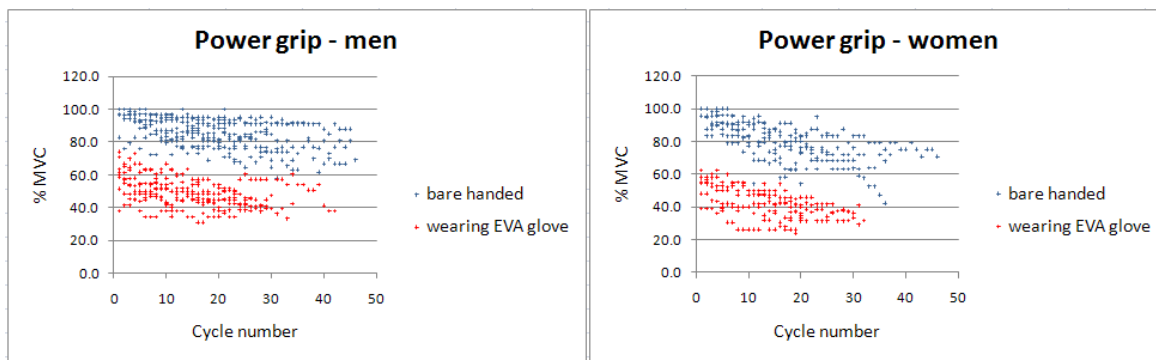 Power grip - men
120.0
100.0
80.0
60.0
40.0
20.0
0.0
% MVC
0 10 20 30 40 50
Cycle number
bare handed
wearing EVA glove
Power grip - women
120.0
100.0
80.0
60.0
40.0
20.0
0.0
% MVC
0 10 20 30 40 50
Cycle number
bare handed
wearing EVA glove